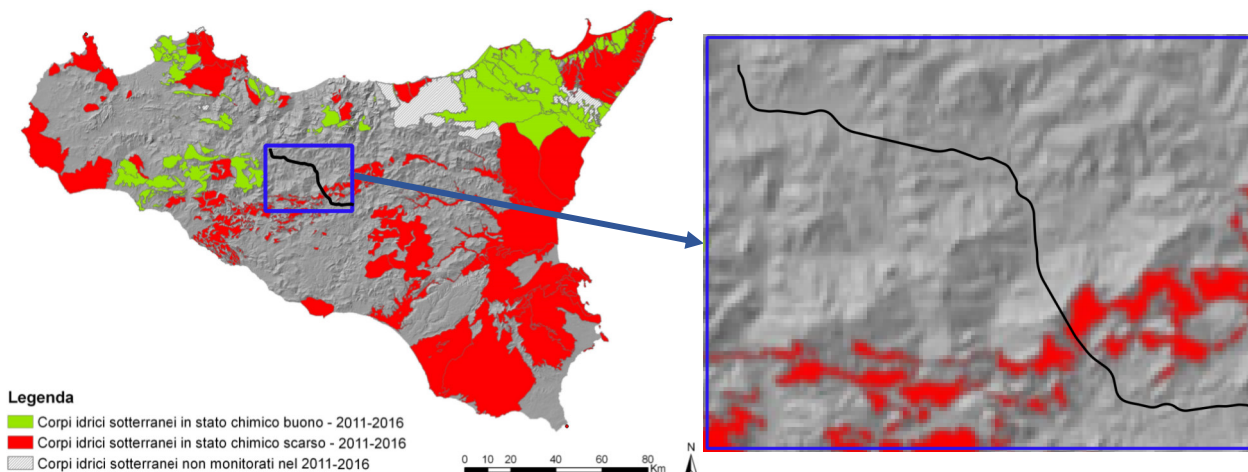 Legenda
Corpi idrici sotterranei in stato chimico buono - 2011-2016
Corpi idrici sotterranei in stato chimico scarso - 2011-2016
Corpi idrici sotterranei non monitorati nel 2011-2016
0 10 20 40 60 80
Km
N